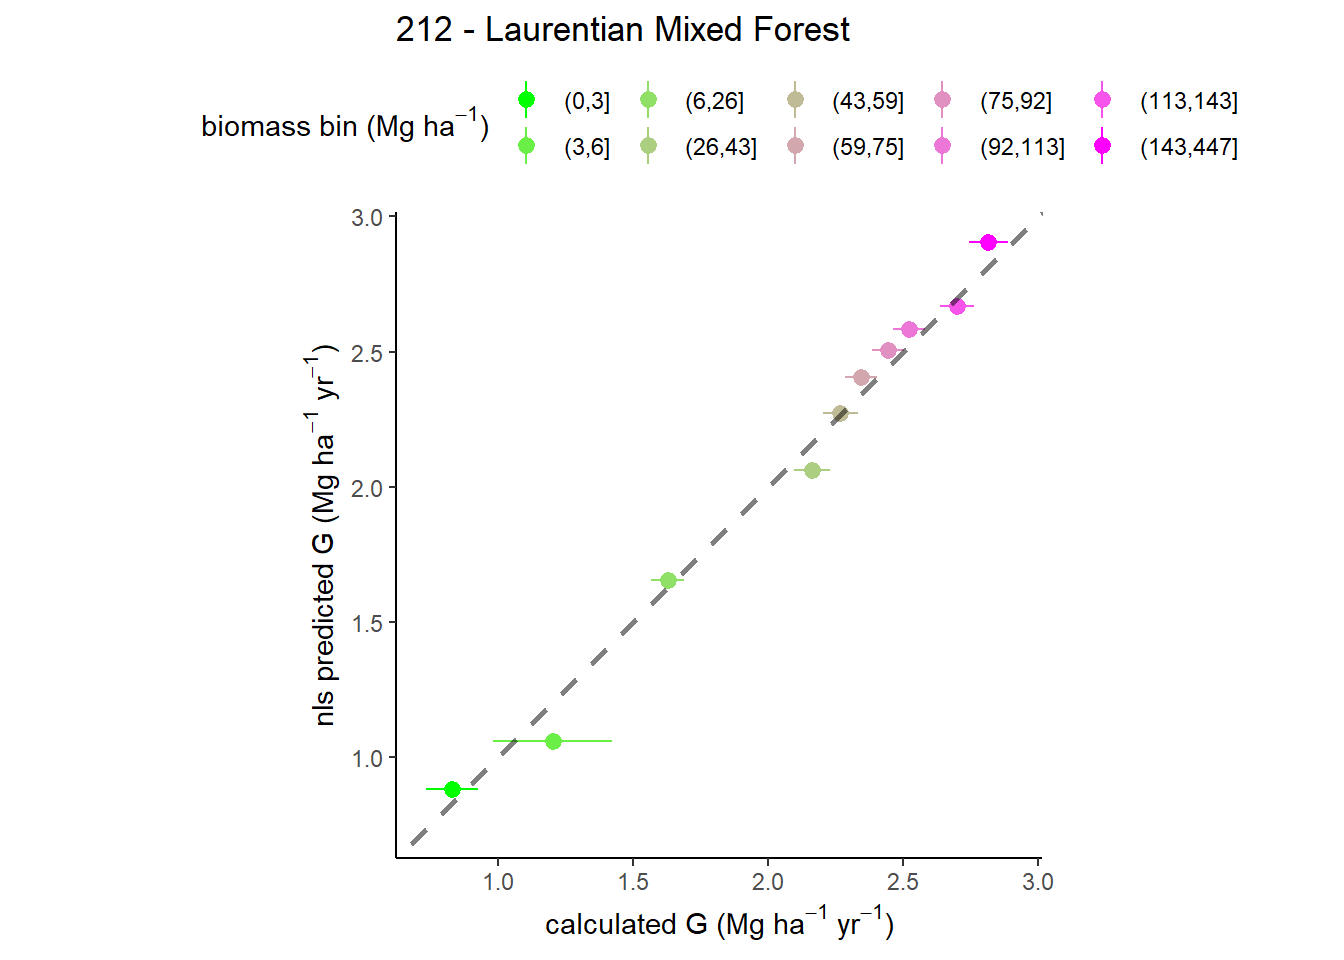 212 - Laurentian Mixed Forest
biomass bin (Mg ha⁻¹)
(0,3] (6,26] (43,59] (75,92] (113,143]
(3,6] (26,43] (59,75] (92,113] (143,447]
nls predicted G (Mg ha⁻¹ yr⁻¹)
3.0
2.5
2.0
1.5
1.0
1.0 1.5 2.0 2.5 3.0
calculated G (Mg ha⁻¹ yr⁻¹)